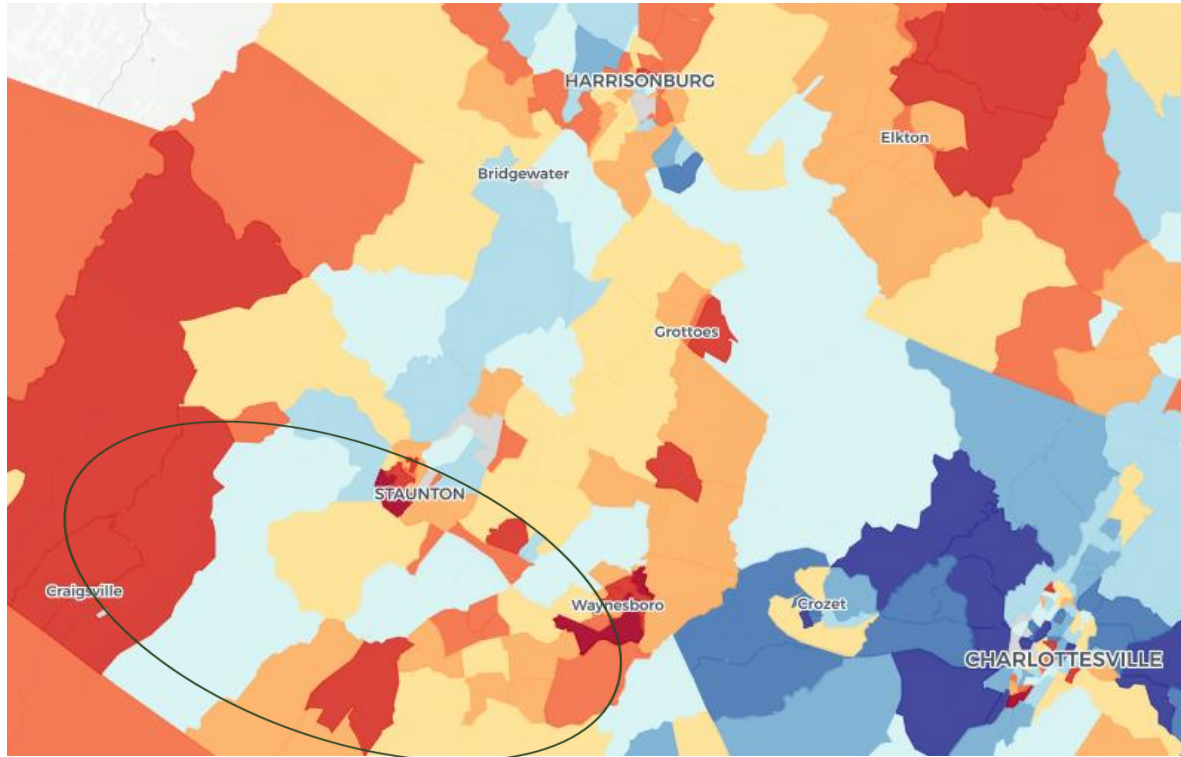 HARRISONBURG
Elkton
Bridgewater
Grottoes
STAUNTON
Craigsville
Waynesboro
Crozet
CHARLOTTESVILLE